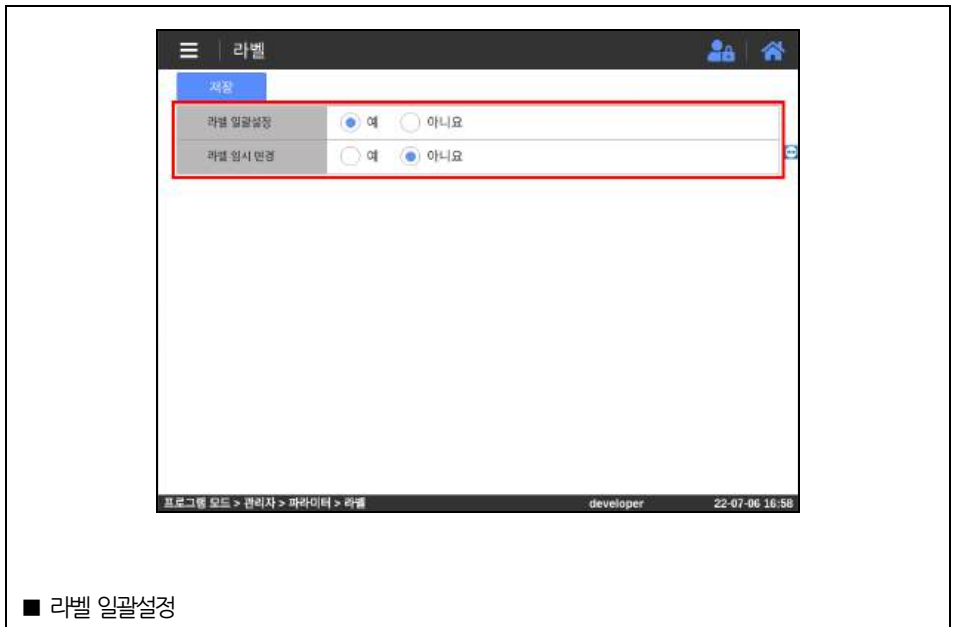 라벨
저장
라벨 일괄설정 예 아니요
라벨 임시 변경 예 아니요
프로그램 모드 > 관리자 > 파라미터 > 라벨 developer 22-07-06 16:58
■ 라벨 일괄설정